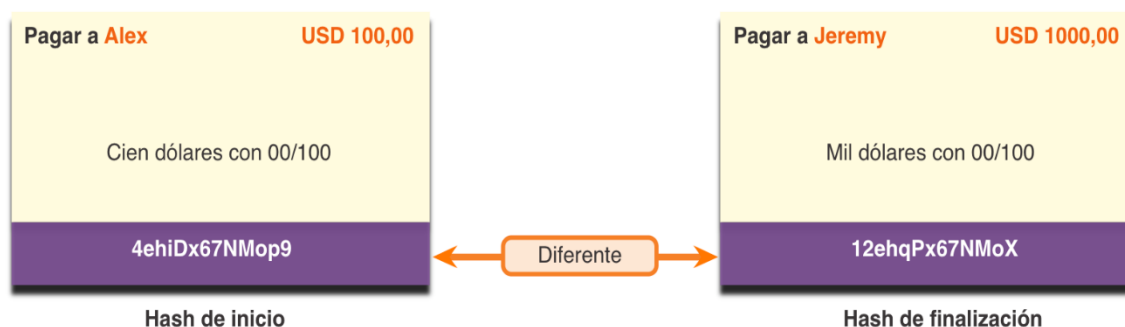 Pagar a Alex USD 100,00
Cien dólares con 00/100
4ehiDx67NMop9
Hash de inicio
Diferente
Pagar a Jeremy USD 1000,00
Mil dólares con 00/100
12ehqPx67NMoX
Hash de finalización